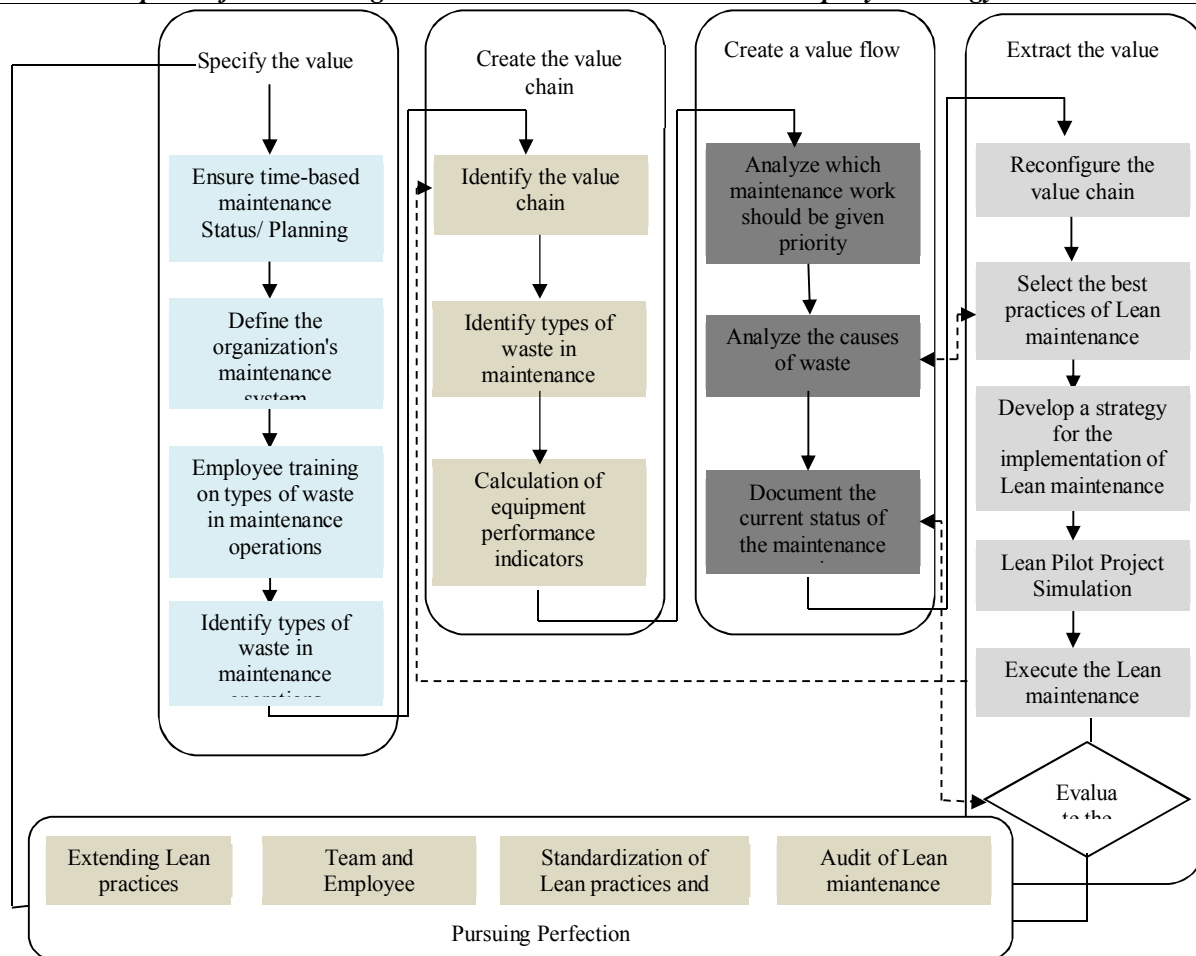 Specify the value
Ensure time-based
maintenance
Status/ Planning
Define the
organization's
maintenance
system
Employee training
on types of waste
in maintenance
operations
Identify types of
waste in
maintenance
operations
Create the value
chain
Identify the value
chain
Identify types of
waste in
maintenance
Calculation of
equipment
performance
indicators
Create a value flow
Analyze which
maintenance work
should be given
priority
Analyze the causes
of waste
Document the
current status of
the maintenance
Extract the value
Reconfigure the
value chain
Select the best
practices of Lean
maintenance
Develop a strategy
for the
implementation of
Lean maintenance
Lean Pilot Project
Simulation
Execute the Lean
maintenance
Evalua
te the
Extending Lean
practices
Team and
Employee
Standardization of
Lean practices and
Audit of Lean
miantenance
Pursuing Perfection